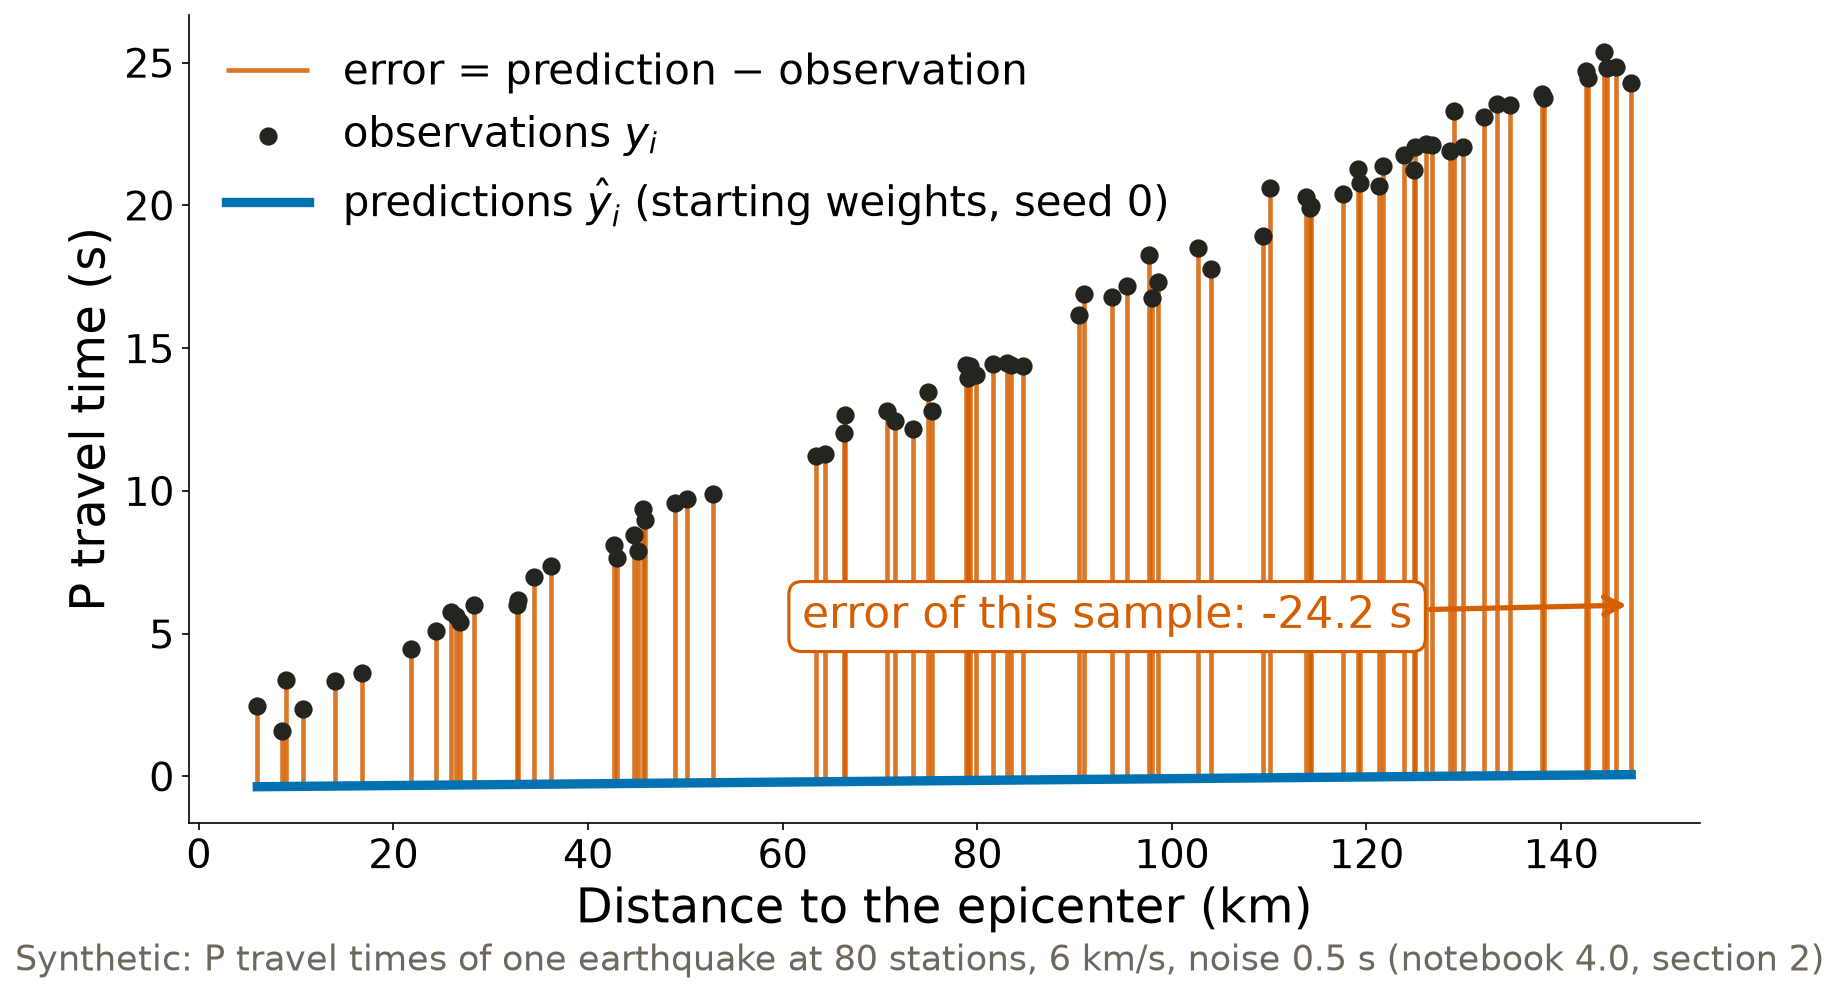 error = prediction − observation
observations yᵢ
predictions ŷᵢ (starting weights, seed 0)
P travel time (s)
25
20
15
10
5
0
error of this sample: -24.2 s
0 20 40 60 80 100 120 140
Distance to the epicenter (km)
Synthetic: P travel times of one earthquake at 80 stations, 6 km/s, noise 0.5 s (notebook 4.0, section 2)